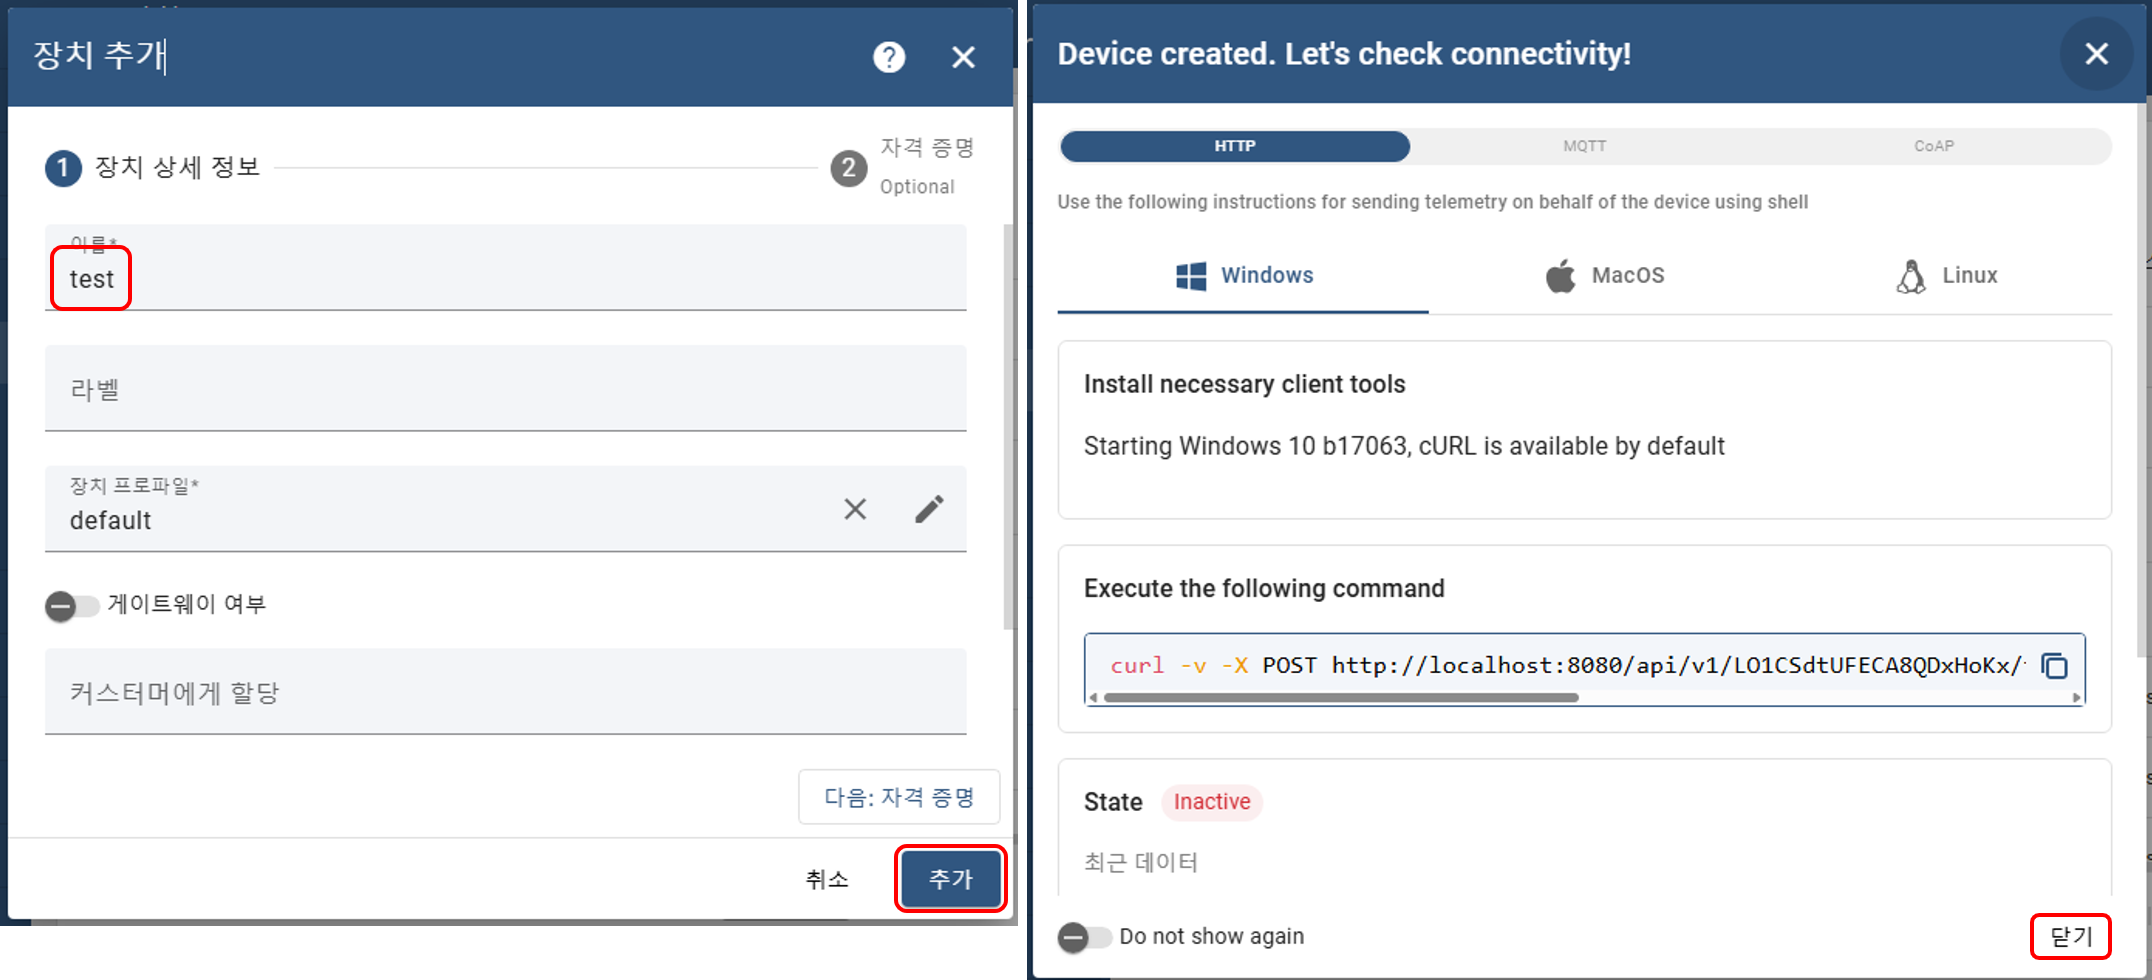 장치 추가
?
1 장치 상세 정보
2 자격 증명
Optional
이름*
test
라벨
장치 프로파일*
default
게이트웨이 여부
커스터머에게 할당
다음: 자격 증명
취소
추가
Device created. Let's check connectivity!
HTTP
MQTT
CoAP
Use the following instructions for sending telemetry on behalf of the device using shell
Windows
MacOS
Linux
Install necessary client tools
Starting Windows 10 b17063, cURL is available by default
Execute the following command
curl -v -X POST http://localhost:8080/api/v1/LO1CSdtUFECA8QDxHoKx/
State
Inactive
최근 데이터
Do not show again
닫기